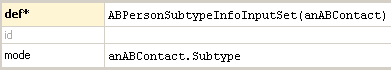 def* ABPersonSubtypeInfoInputSet(anABContact)
id
mode anABContact.Subtype